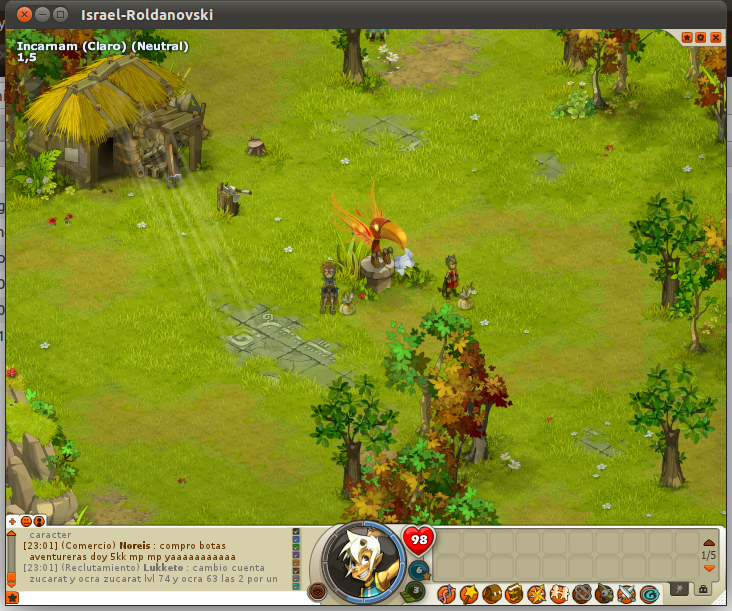 Israel-Roldanovski
Incarnam (Claro) (Neutral)
1,5
caracter
[23:01] (Comercio) Noreis : compro botas
aventureras doy 5kk mp mp yaaaaaaaaaaa
[23:01] (Reclutamiento) Lukketo : cambio cuenta
zucarat y ocra zucarat lvl 74 y ocra 63 las 2 por un
98
6
3
1/5